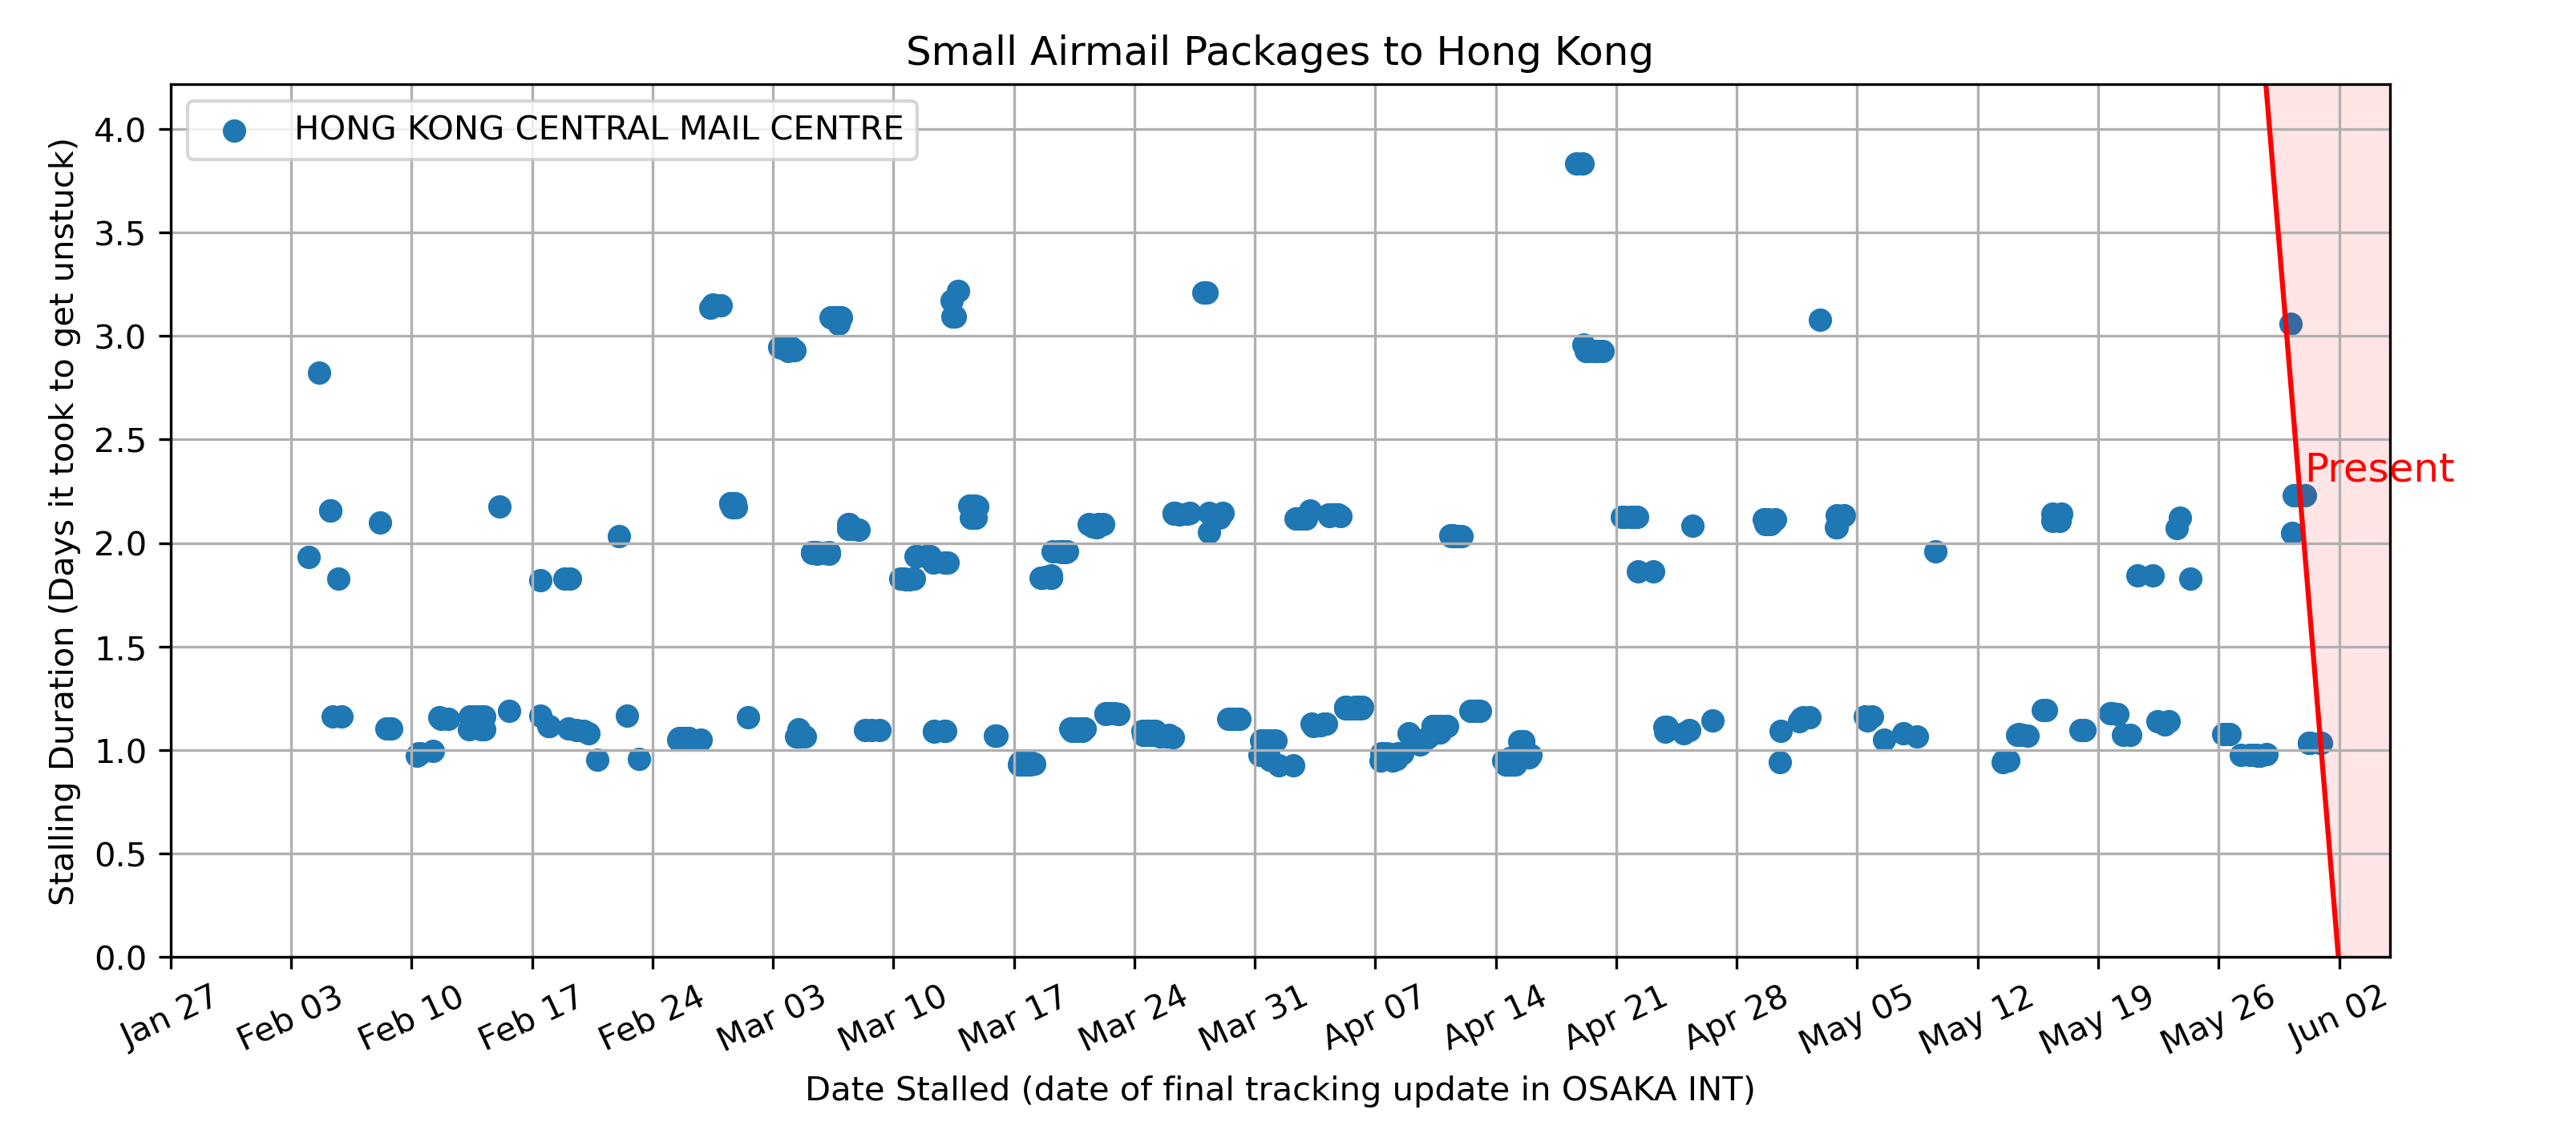 Small Airmail Packages to Hong Kong
HONG KONG CENTRAL MAIL CENTRE
Stalling Duration (Days it took to get unstuck)
4.0
3.5
3.0
2.5
2.0
1.5
1.0
0.5
0.0
Present
Jan 27
Feb 03
Feb 10
Feb 17
Feb 24
Mar 03
Mar 10
Mar 17
Mar 24
Mar 31
Apr 07
Apr 14
Apr 21
Apr 28
May 05
May 12
May 19
May 26
Jun 02
Date Stalled (date of final tracking update in OSAKA INT)